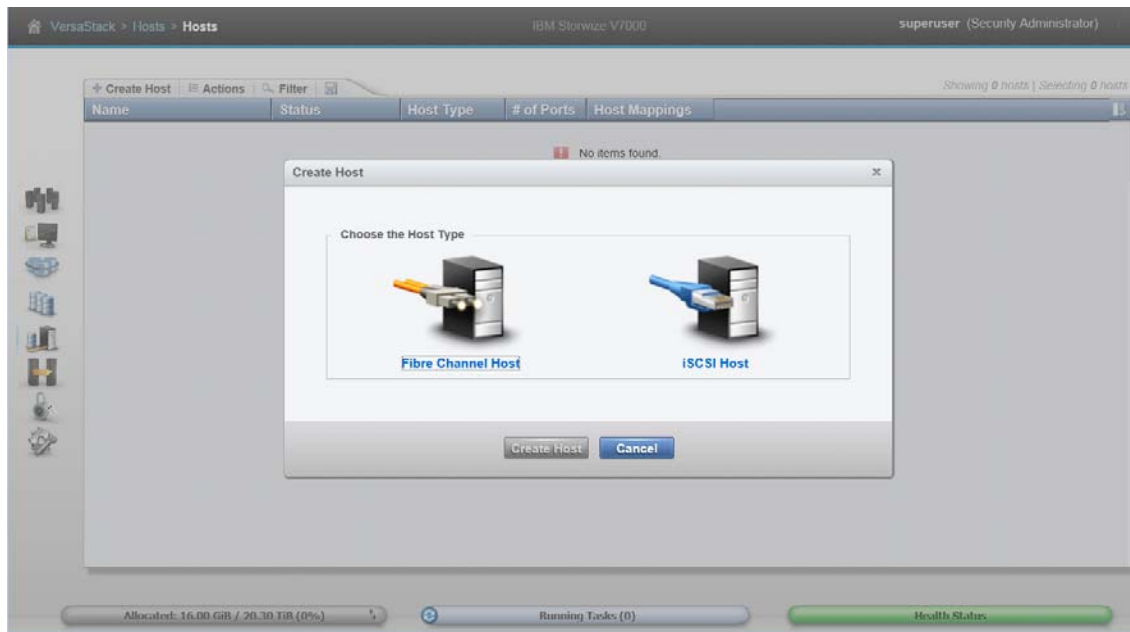 VersaStack > Hosts > Hosts
IBM Storwize V7000
superuser (Security Administrator)
Create Host
Actions
Filter
Showing 0 hosts | Selecting 0 hosts
Name
Status
Host Type
# of Ports
Host Mappings
No items found.
Create Host
Choose the Host Type
Fibre Channel Host
iSCSI Host
Create Host
Cancel
Allocated: 16.00 GiB / 20.30 TiB (0%)
Running Tasks (0)
Health Status